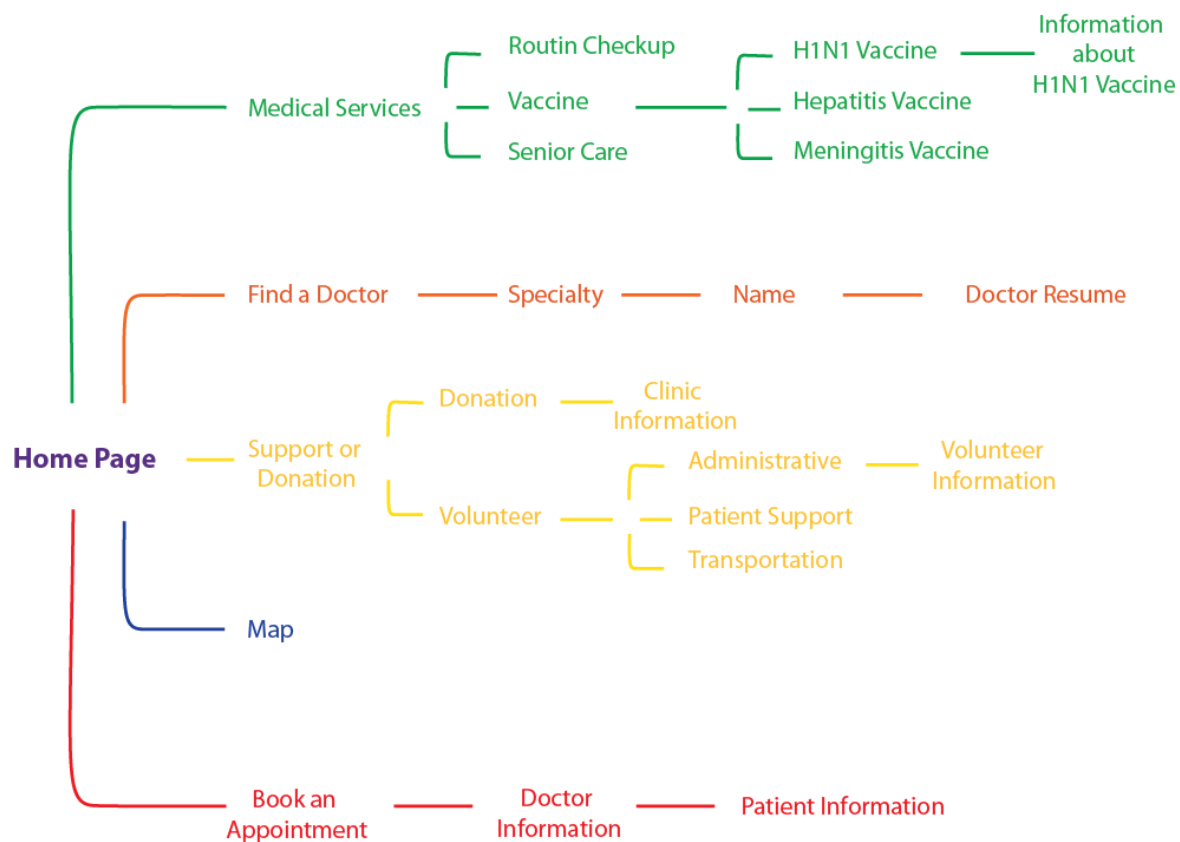 Home Page
Medical Services
Routin Checkup
Vaccine
Senior Care
H1N1 Vaccine
Hepatitis Vaccine
Meningitis Vaccine
Information
about
H1N1 Vaccine
Find a Doctor
Specialty
Name
Doctor Resume
Support or
Donation
Donation
Clinic
Information
Volunteer
Administrative
Patient Support
Transportation
Volunteer
Information
Map
Book an
Appointment
Doctor
Information
Patient Information